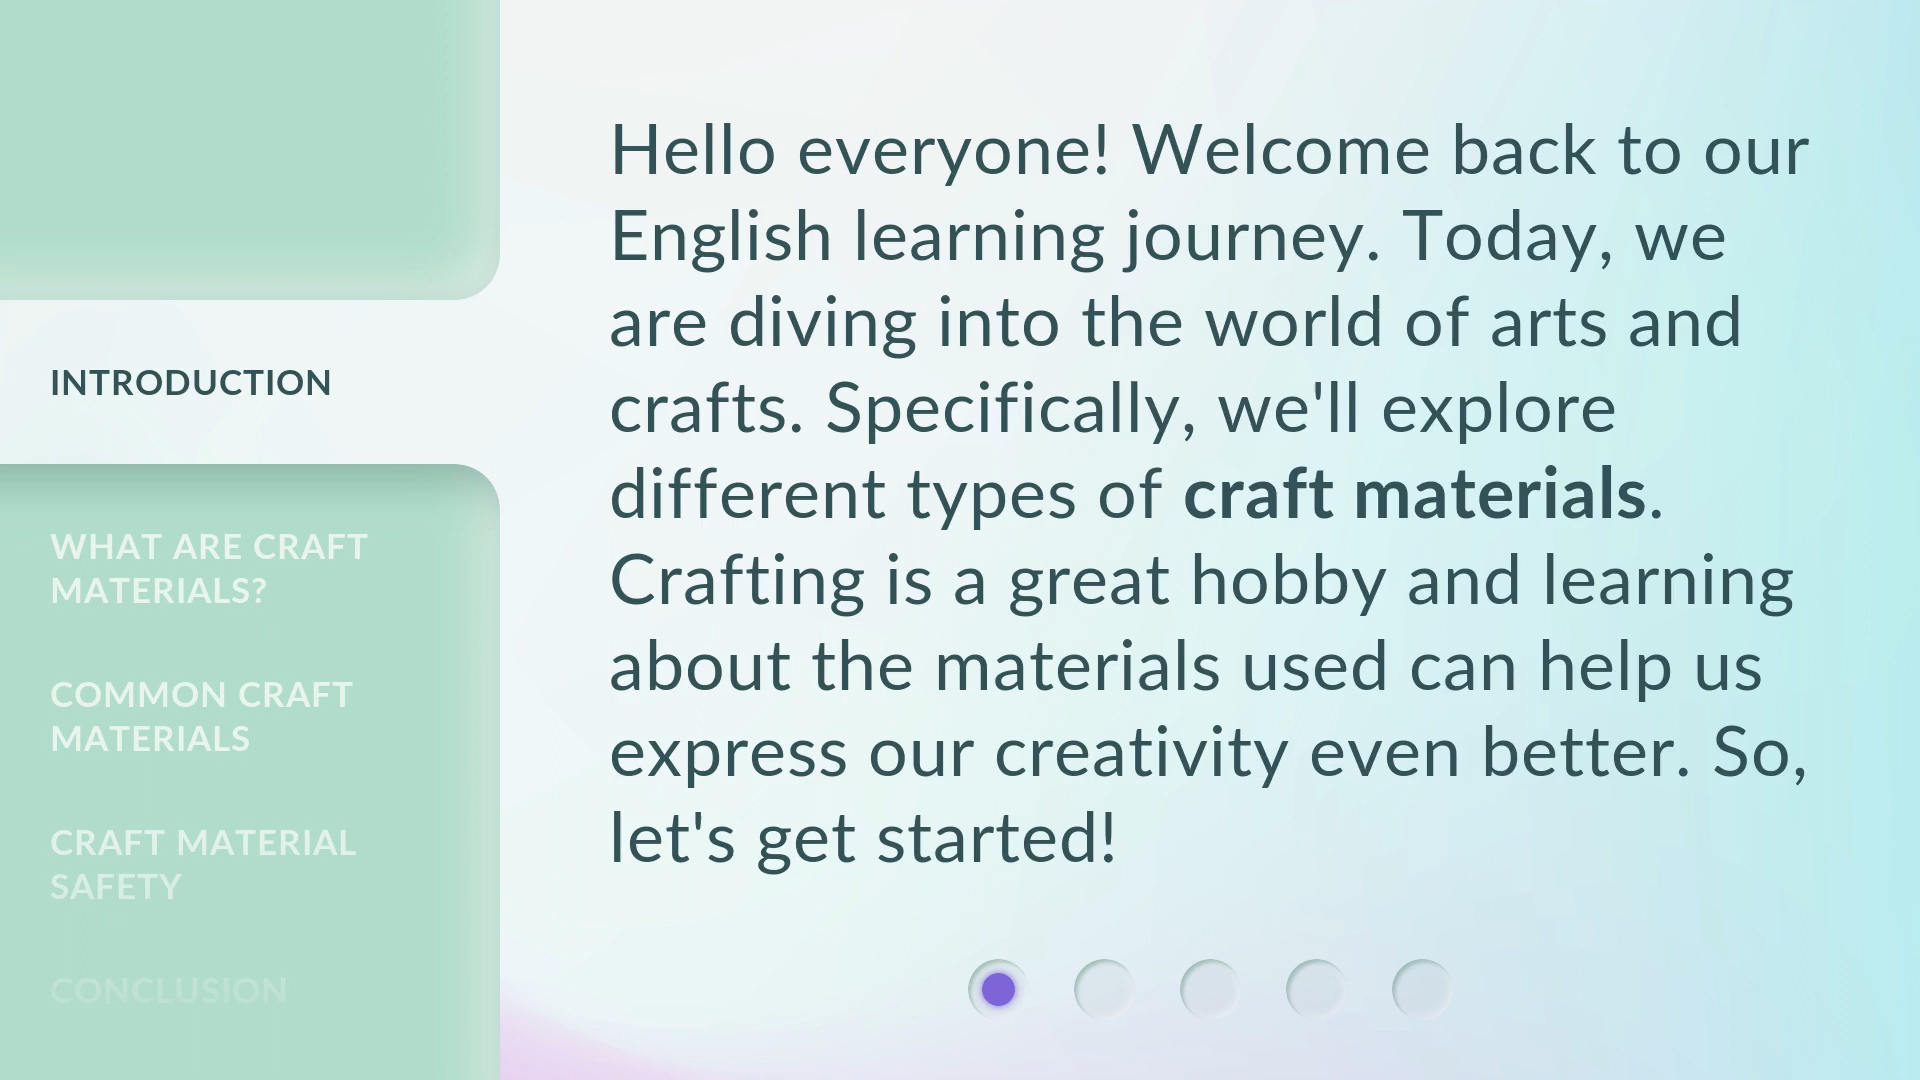 INTRODUCTION
WHAT ARE CRAFT
MATERIALS?
COMMON CRAFT
MATERIALS
CRAFT MATERIAL
SAFETY
CONCLUSION
Hello everyone! Welcome back to our
English learning journey. Today, we
are diving into the world of arts and
crafts. Specifically, we'll explore
different types of craft materials.
Crafting is a great hobby and learning
about the materials used can help us
express our creativity even better. So,
let's get started!